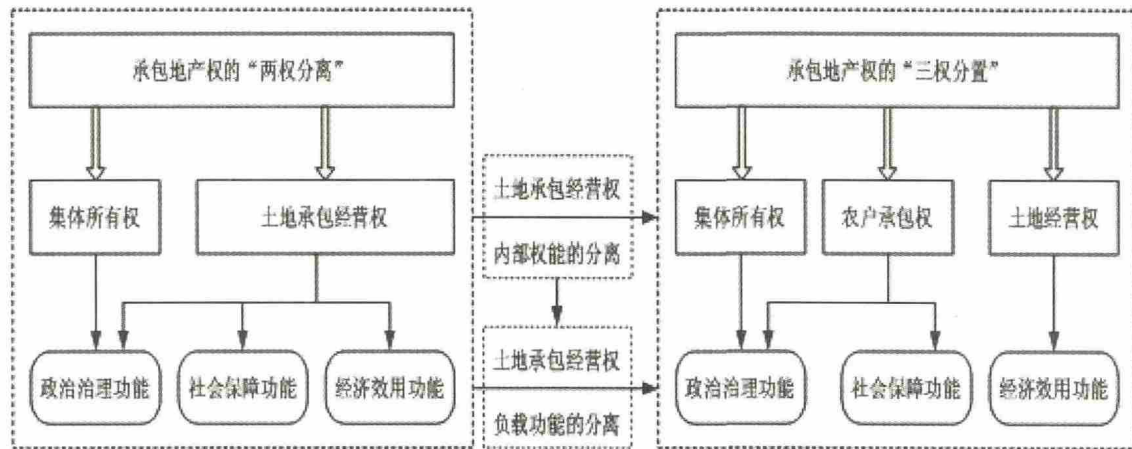 承包地产权的“两权分离”
集体所有权
土地承包经营权
政治治理功能
社会保障功能
经济效用功能
土地承包经营权
内部权能的分离
土地承包经营权
负载功能的分离
承包地产权的“三权分置”
集体所有权
农户承包权
土地经营权
政治治理功能
社会保障功能
经济效用功能